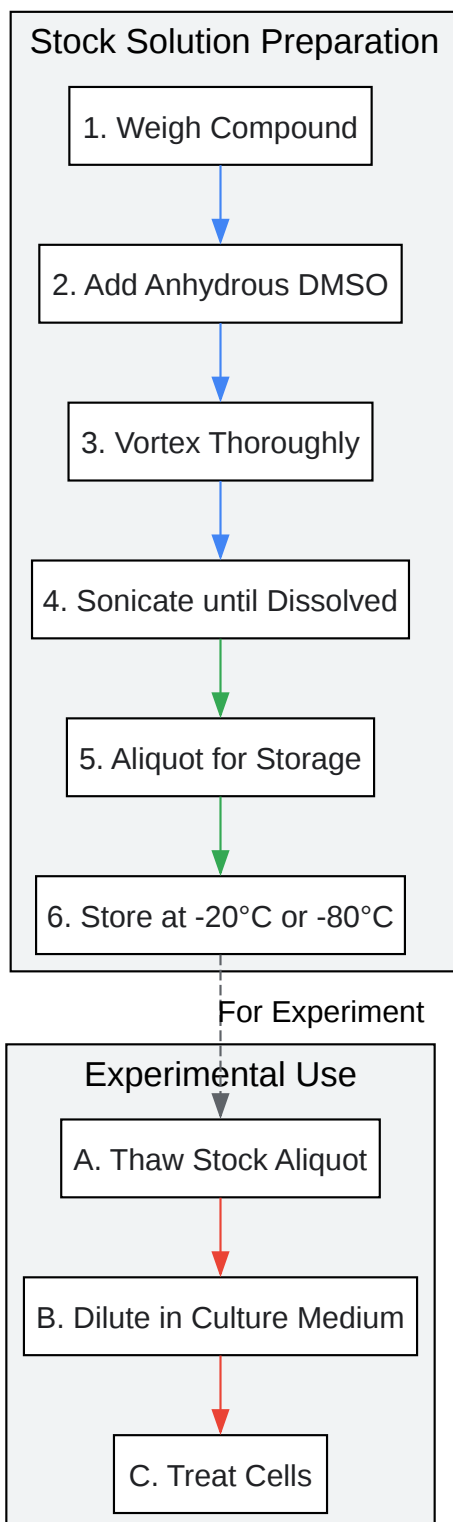 Stock Solution Preparation
1. Weigh Compound
2. Add Anhydrous DMSO
3. Vortex Thoroughly
4. Sonicate until Dissolved
5. Aliquot for Storage
6. Store at -20°C or -80°C
For Experiment
Experimental Use
A. Thaw Stock Aliquot
B. Dilute in Culture Medium
C. Treat Cells